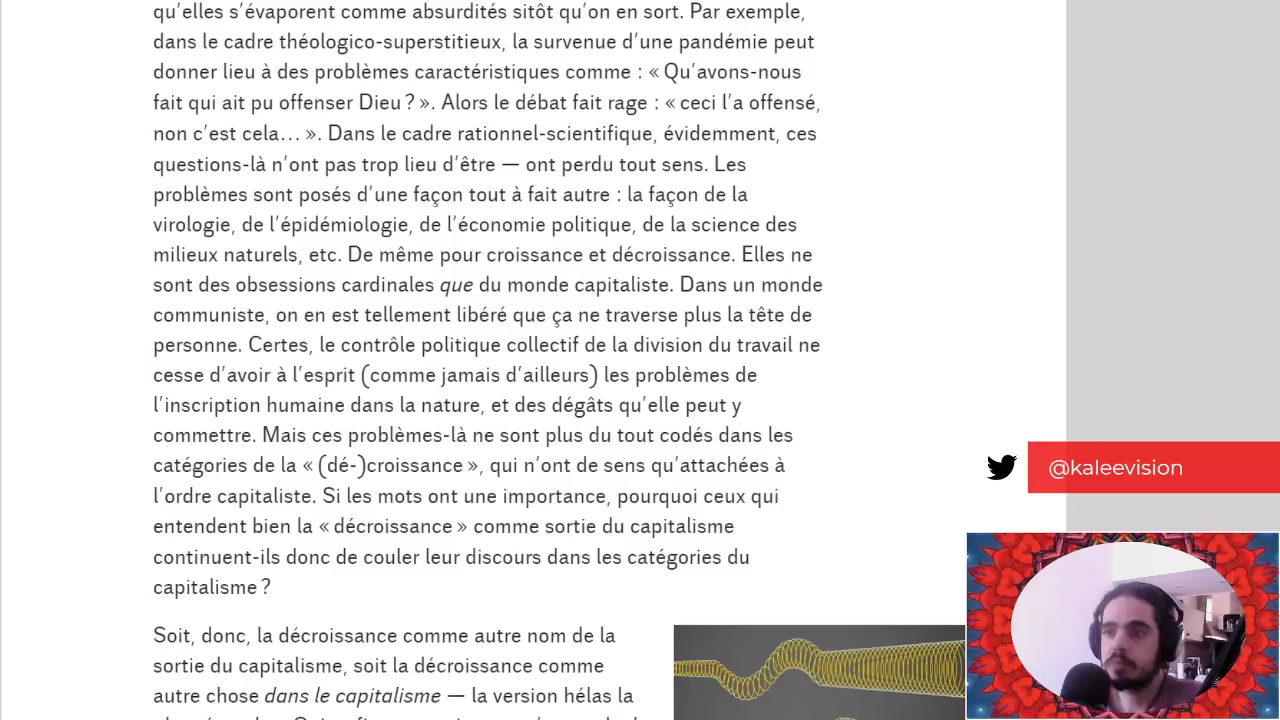 qu’elles s’évaporent comme absurdités sitôt qu’on en sort. Par exemple,
dans le cadre théologico-superstitieux, la survenue d’une pandémie peut
donner lieu à des problèmes caractéristiques comme : « Qu’avons-nous
fait qui ait pu offenser Dieu ? ». Alors le débat fait rage : « ceci l’a offensé,
non c’est cela… ». Dans le cadre rationnel-scientifique, évidemment, ces
questions-là n’ont pas trop lieu d’être — ont perdu tout sens. Les
problèmes sont posés d’une façon tout à fait autre : la façon de la
virologie, de l’épidémiologie, de l’économie politique, de la science des
milieux naturels, etc. De même pour croissance et décroissance. Elles ne
sont des obsessions cardinales que du monde capitaliste. Dans un monde
communiste, on en est tellement libéré que ça ne traverse plus la tête de
personne. Certes, le contrôle politique collectif de la division du travail ne
cesse d’avoir à l’esprit (comme jamais d’ailleurs) les problèmes de
l’inscription humaine dans la nature, et des dégâts qu’elle peut y
commettre. Mais ces problèmes-là ne sont plus du tout codés dans les
catégories de la « (dé-)croissance », qui n’ont de sens qu’attachées à
l’ordre capitaliste. Si les mots ont une importance, pourquoi ceux qui
entendent bien la « décroissance » comme sortie du capitalisme
continuent-ils donc de couler leur discours dans les catégories du
capitalisme ?
Soit, donc, la décroissance comme autre nom de la
sortie du capitalisme, soit la décroissance comme
autre chose dans le capitalisme — la version hélas la
@kaleevision